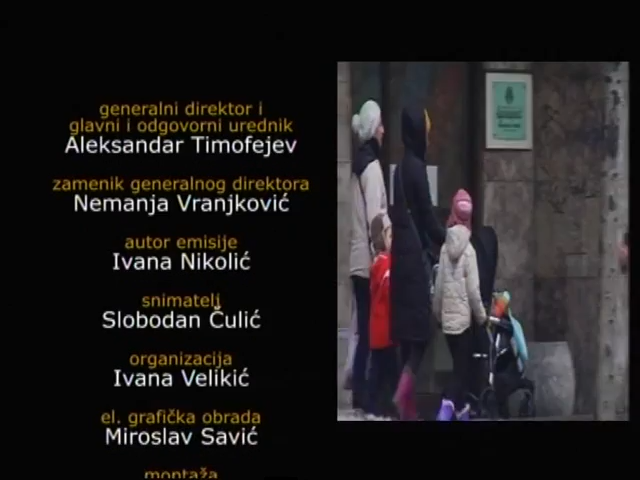 generalni direktor i
glavni i odgovorni urednik
Aleksandar Timofejev
zamenik generalnog direktora
Nemanja Vranjković
autor emisije
Ivana Nikolić
snimatelj
Slobodan Čulić
organizacija
Ivana Velikić
el. grafička obrada
Miroslav Savić
montaža